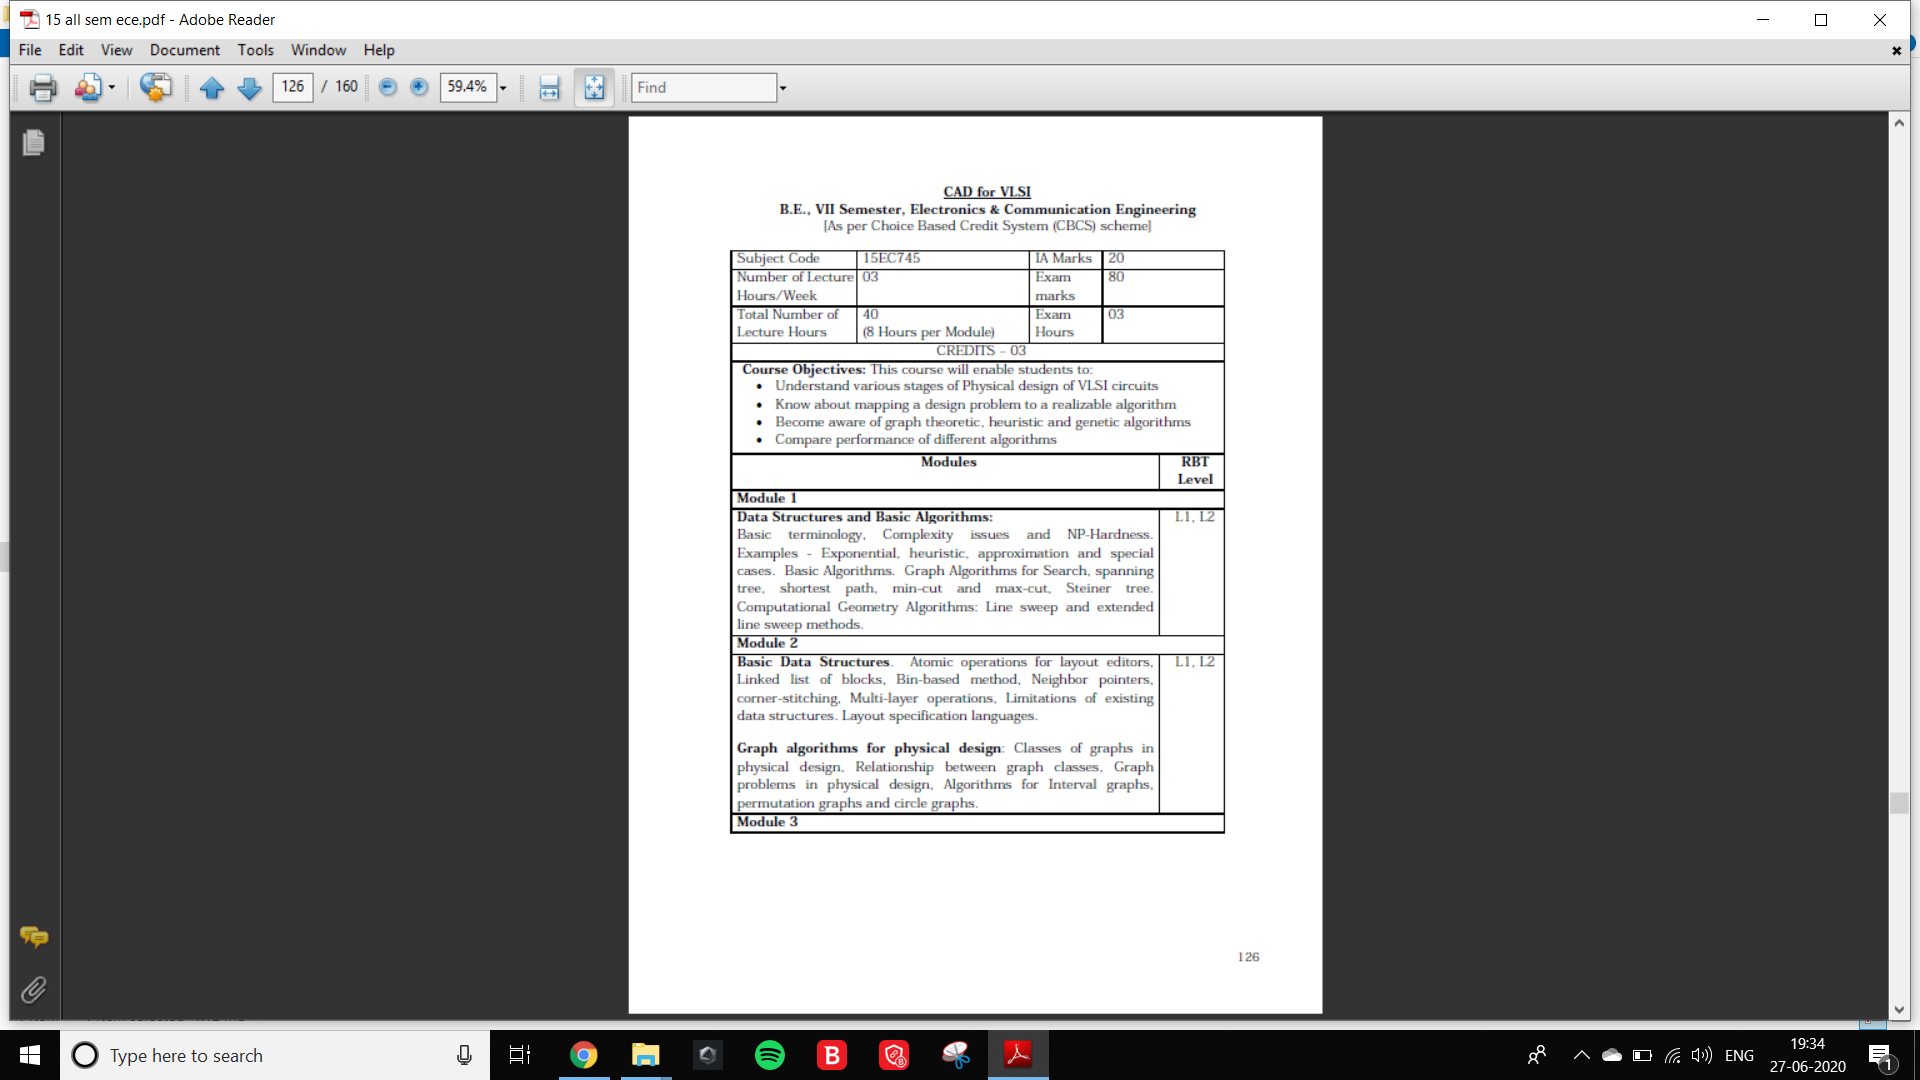 15 all sem ece.pdf - Adobe Reader
File Edit View Document Tools Window Help
126 / 160 59.4% Find
CAD for VLSI
B.E., VII Semester, Electronics & Communication Engineering
[As per Choice Based Credit System (CBCS) scheme]
Subject Code 15EC745 IA Marks 20
Number of Lecture 03 Exam 80
Hours/Week marks
Total Number of 40 Exam 03
Lecture Hours (8 Hours per Module) Hours
CREDITS – 03
Course Objectives: This course will enable students to:
• Understand various stages of Physical design of VLSI circuits
• Know about mapping a design problem to a realizable algorithm
• Become aware of graph theoretic, heuristic and genetic algorithms
• Compare performance of different algorithms
Modules RBT
Level
Module 1
Data Structures and Basic Algorithms: L1, L2
Basic terminology, Complexity issues and NP-Hardness.
Examples - Exponential, heuristic, approximation and special
cases. Basic Algorithms. Graph Algorithms for Search, spanning
tree, shortest path, min-cut and max-cut, Steiner tree.
Computational Geometry Algorithms: Line sweep and extended
line sweep methods.
Module 2
Basic Data Structures. Atomic operations for layout editors, L1, L2
Linked list of blocks, Bin-based method, Neighbor pointers,
corner-stitching, Multi-layer operations, Limitations of existing
data structures. Layout specification languages.
Graph algorithms for physical design: Classes of graphs in
physical design, Relationship between graph classes, Graph
problems in physical design, Algorithms for Interval graphs,
permutation graphs and circle graphs.
Module 3
126
Type here to search
B
ENG
19:34
27-06-2020
1